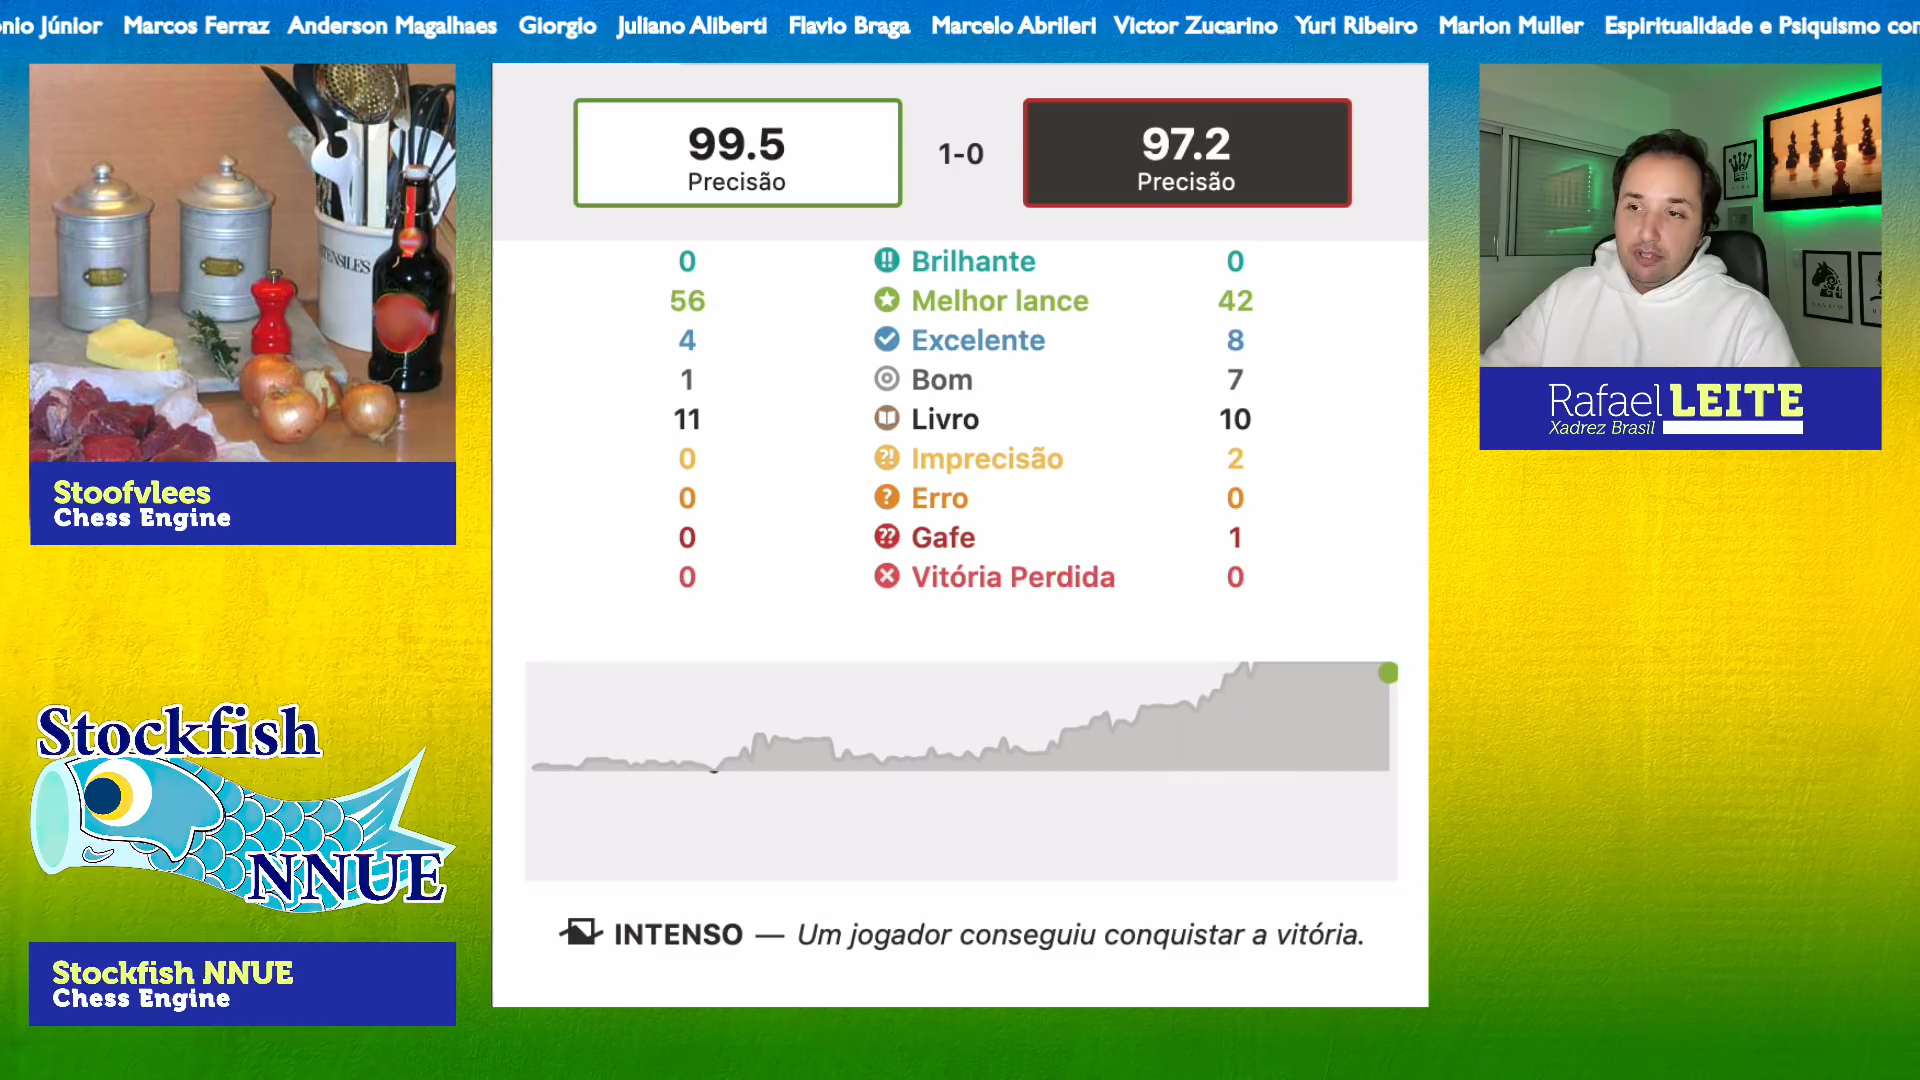 nio Júnior Marcos Ferraz Anderson Magalhaes Giorgio Juliano Aliberti Flavio Braga Marcelo Abrileri Victor Zucarino Yuri Ribeiro Marlon Muller Espiritualidade e Psiquismo con
99.5
Precisão
1-0
97.2
Precisão
0 Brilhante 0
56 Melhor lance 42
4 Excelente 8
1 Bom 7
11 Livro 10
0 Imprecisão 2
0 Erro 0
0 Gafe 1
0 Vitória Perdida 0
INTENSO — Um jogador conseguiu conquistar a vitória.
Stoofvlees
Chess Engine
Stockfish
NNUE
Stockfish NNUE
Chess Engine
Rafael LEITE
Xadrez Brasil